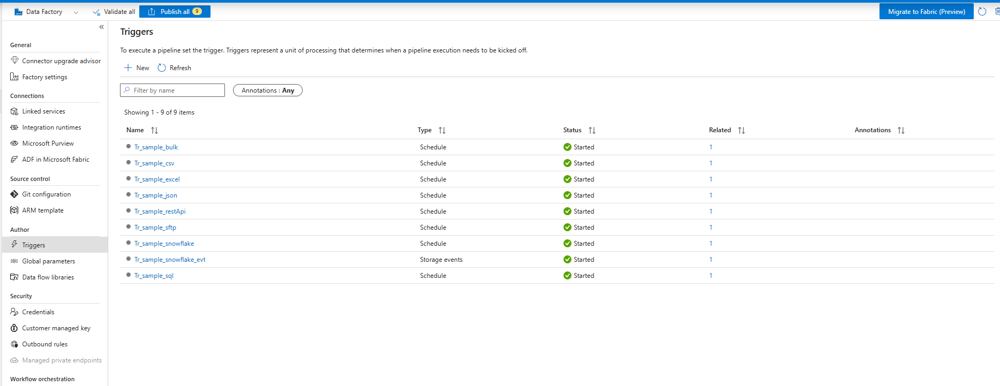 Data Factory Validate all Publish all 9 Migrate to Fabric (Preview)
General
Connector upgrade advisor
Factory settings
Connections
Linked services
Integration runtimes
Microsoft Purview
ADF in Microsoft Fabric
Source control
Git configuration
ARM template
Author
Triggers
Global parameters
Data flow libraries
Security
Credentials
Customer managed key
Outbound rules
Managed private endpoints
Workflow orchestration
Triggers
To execute a pipeline set the trigger. Triggers represent a unit of processing that determines when a pipeline execution needs to be kicked off.
New Refresh
Filter by name Annotations : Any
Showing 1 - 9 of 9 items
Name Type Status Related Annotations
Tr_sample_bulk Schedule Started 1
Tr_sample_csv Schedule Started 1
Tr_sample_excel Schedule Started 1
Tr_sample_json Schedule Started 1
Tr_sample_restApi Schedule Started 1
Tr_sample_sftp Schedule Started 1
Tr_sample_snowflake Schedule Started 1
Tr_sample_snowflake_evt Storage events Started 1
Tr_sample_sql Schedule Started 1